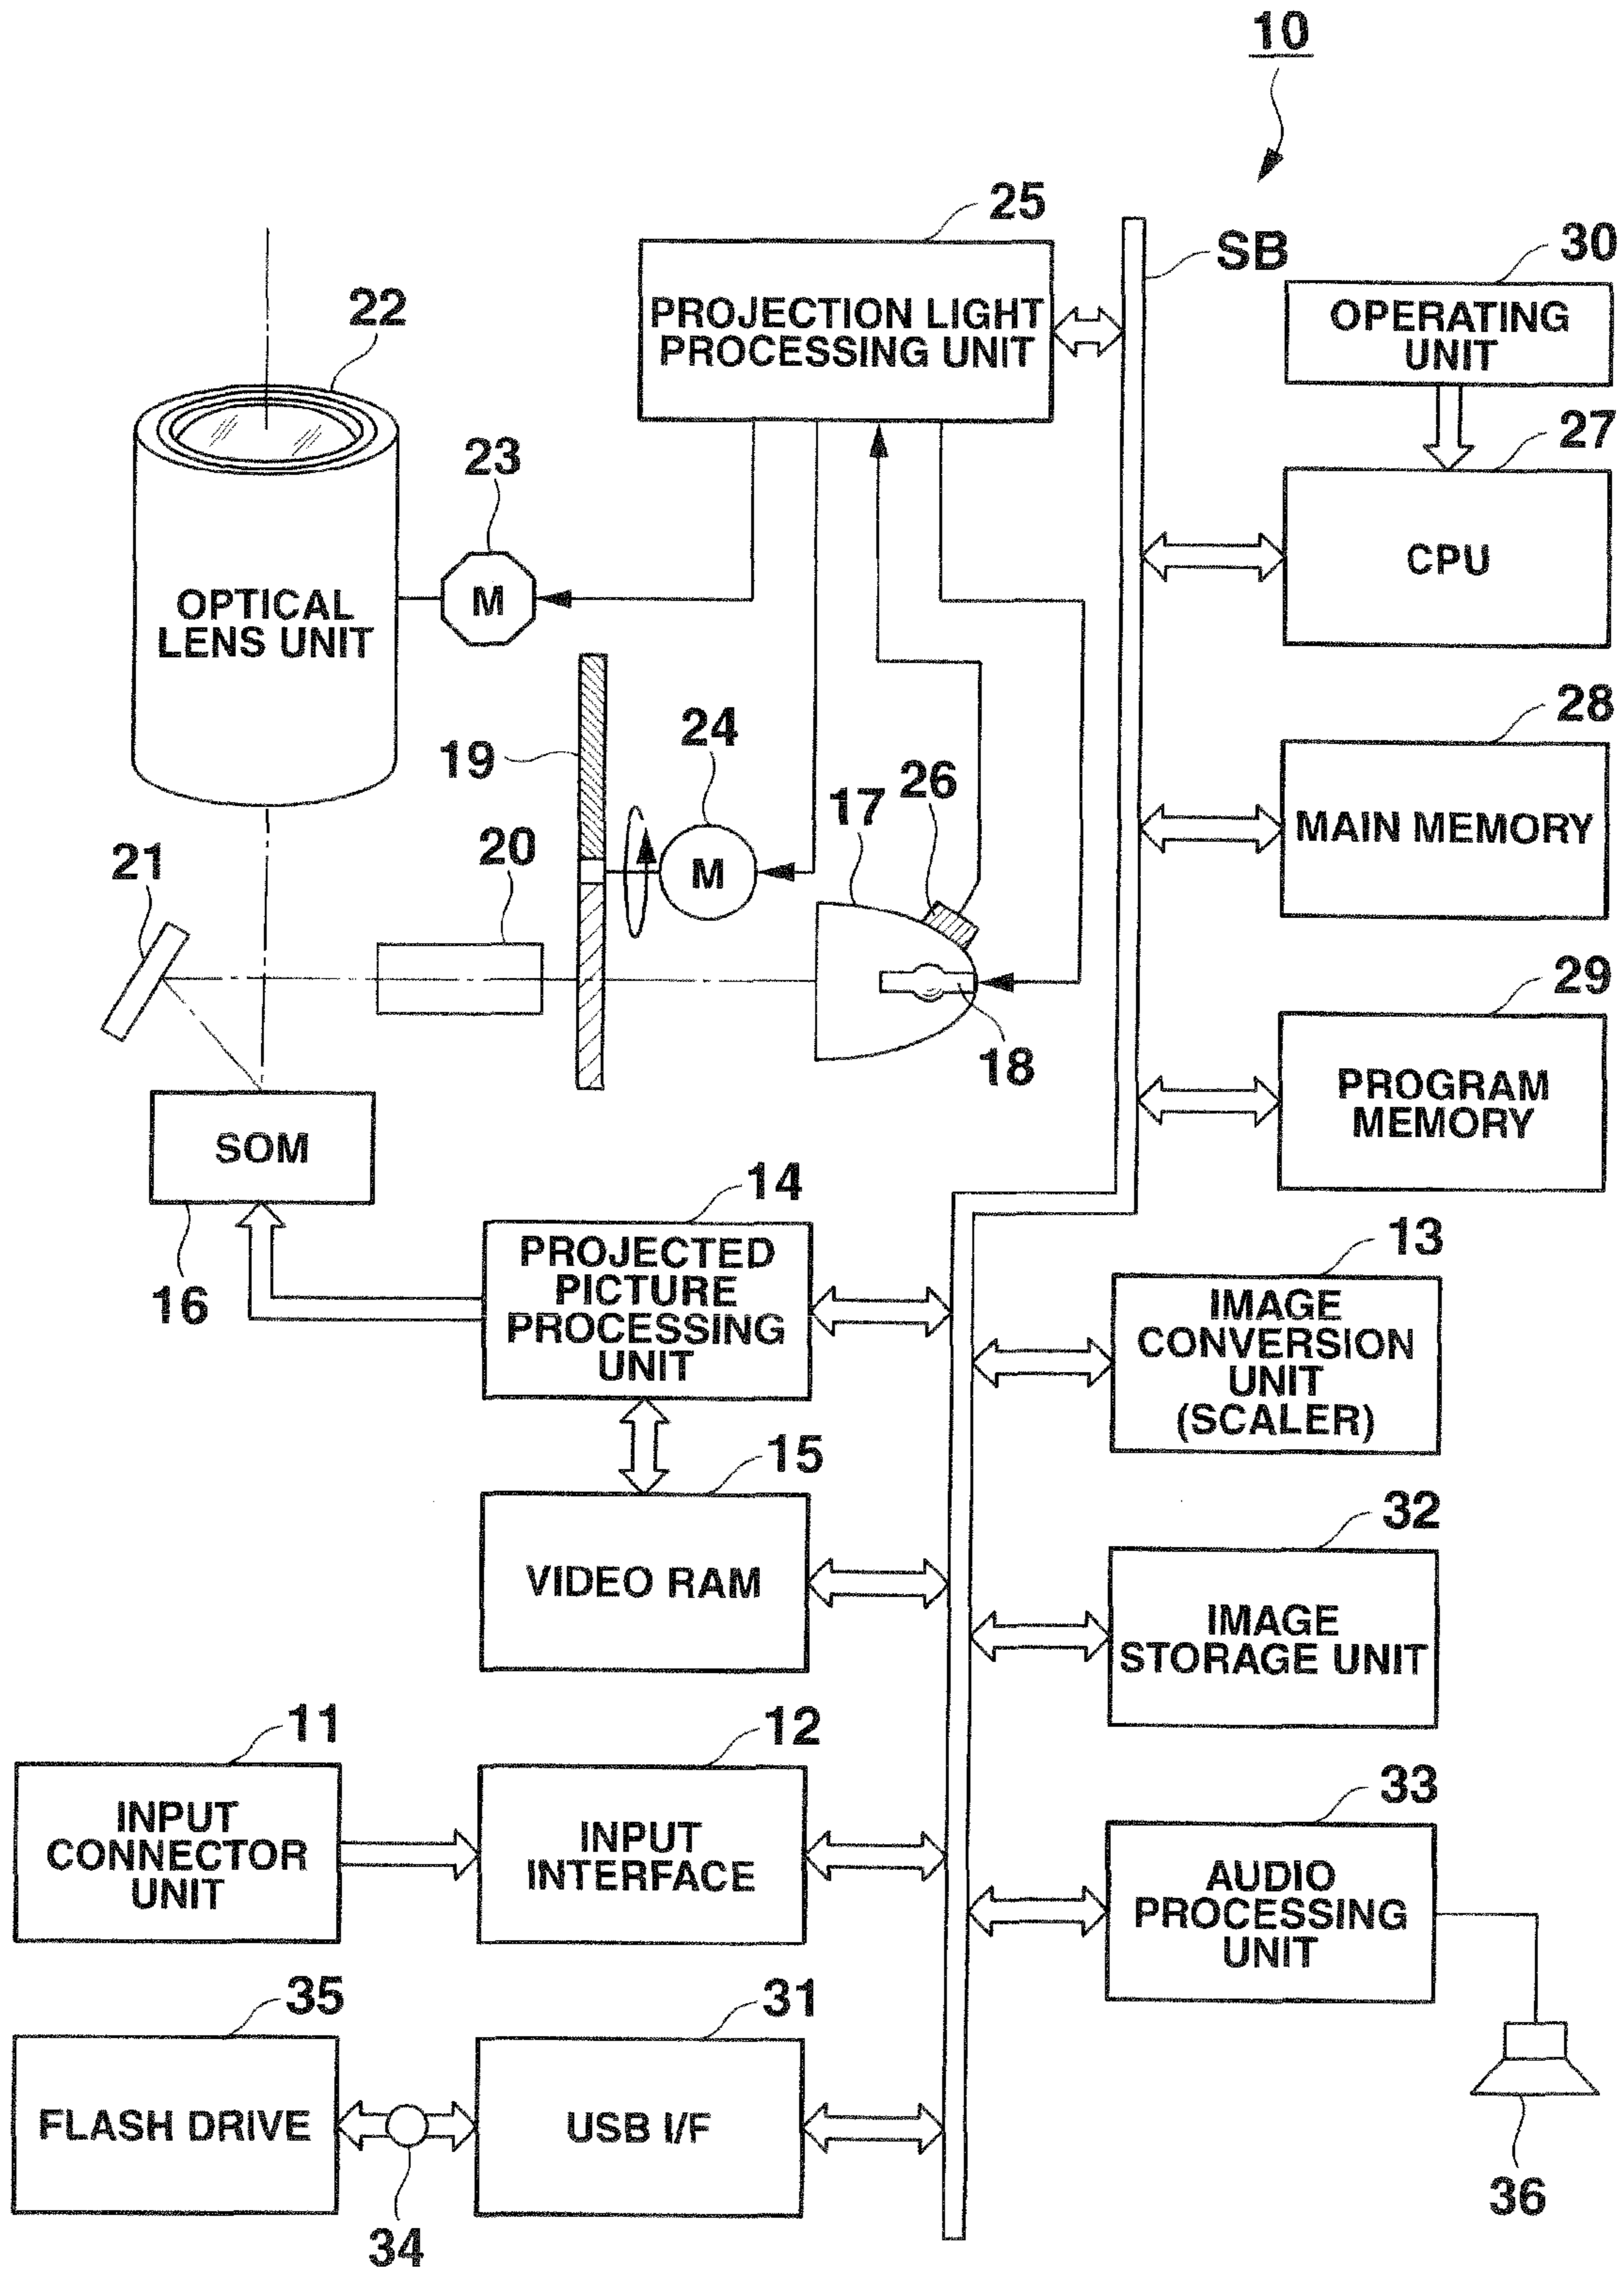 10
25
SB
30
PROJECTION LIGHT
PROCESSING UNIT
OPERATING
UNIT
22
23
27
M
OPTICAL
LENS UNIT
CPU
28
19
24
26
17
MAIN MEMORY
M
21
20
29
18
PROGRAM
MEMORY
SOM
16
14
PROJECTED
PICTURE
PROCESSING
UNIT
13
IMAGE
CONVERSION
UNIT
(SCALER)
15
VIDEO RAM
32
IMAGE
STORAGE UNIT
11
INPUT
CONNECTOR
UNIT
12
INPUT
INTERFACE
33
AUDIO
PROCESSING
UNIT
35
FLASH DRIVE
34
31
USB I/F
36